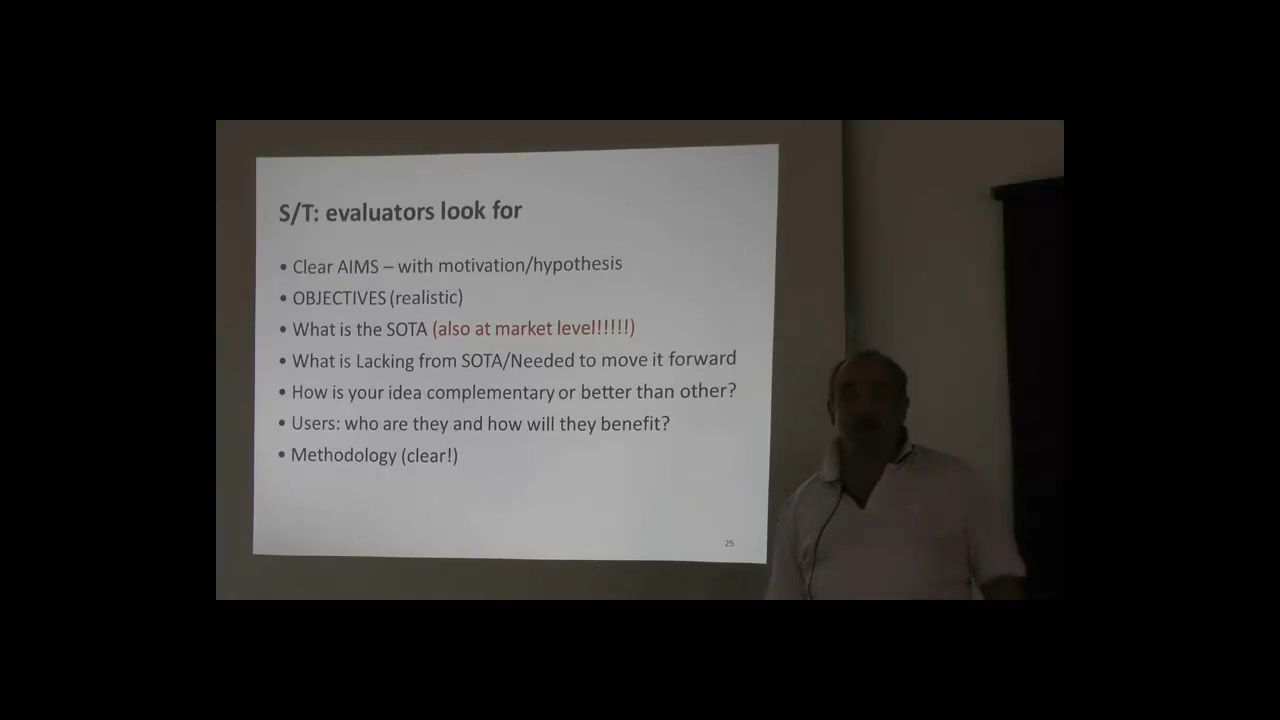 S/T: evaluators look for
• Clear AIMS – with motivation/hypothesis
• OBJECTIVES (realistic)
• What is the SOTA (also at market level!!!!!)
• What is Lacking from SOTA/Needed to move it forward
• How is your idea complementary or better than other?
• Users: who are they and how will they benefit?
• Methodology (clear!)
25